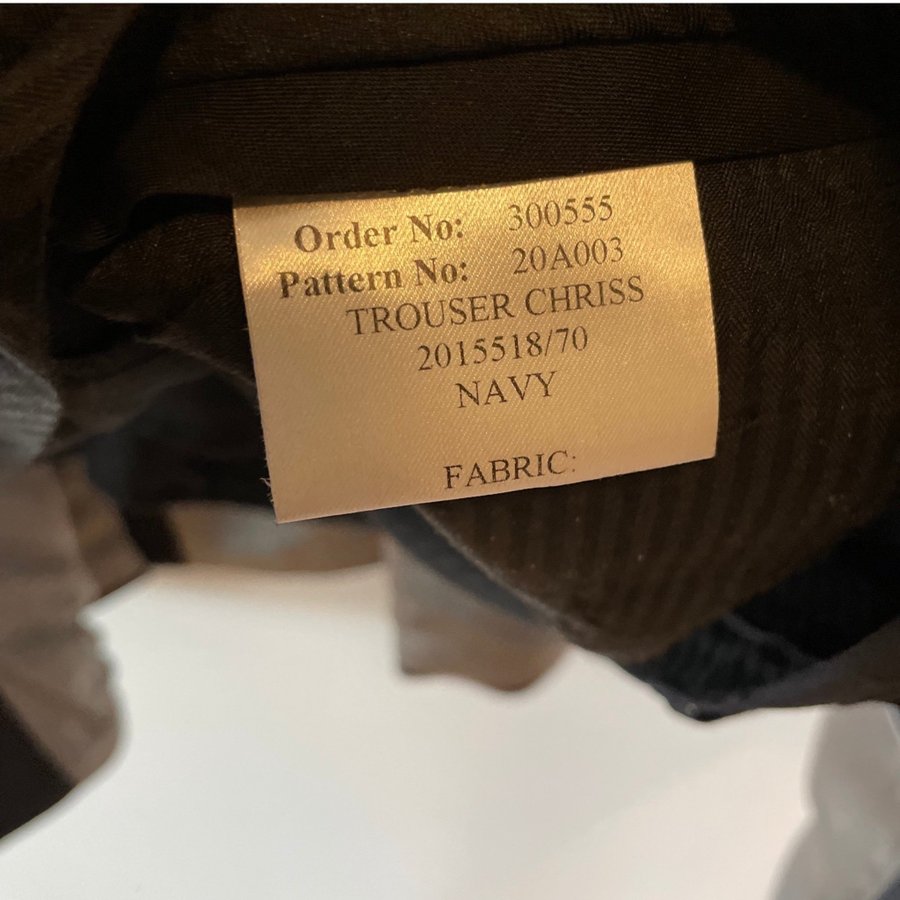 Order No: 300555
Pattern No: 20A003
TROUSER CHRISS
2015518/70
NAVY
FABRIC: